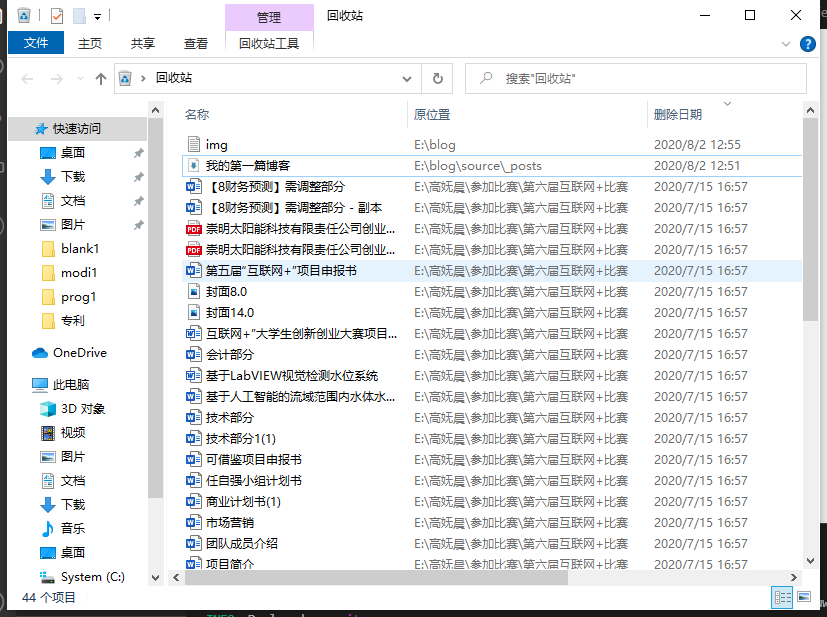 管理
回收站
文件
主页
共享
查看
回收站工具
回收站
搜索"回收站"
快速访问
桌面
下载
文档
图片
blank1
modi1
prog1
专利
OneDrive
此电脑
3D 对象
视频
图片
文档
下载
音乐
桌面
System (C:)
名称 原位置 删除日期
img E:\blog 2020/8/2 12:55
我的第一篇博客 E:\blog\source\_posts 2020/8/2 12:51
【8财务预测】需调整部分 E:\高妩晨\参加比赛\第六届互联网+比赛 2020/7/15 16:57
【8财务预测】需调整部分 - 副本 E:\高妩晨\参加比赛\第六届互联网+比赛 2020/7/15 16:57
PDF 崇明太阳能科技有限责任公司创业... E:\高妩晨\参加比赛\第六届互联网+比赛 2020/7/15 16:57
PDF 崇明太阳能科技有限责任公司创业... E:\高妩晨\参加比赛\第六届互联网+比赛 2020/7/15 16:57
第五届"互联网+"项目申报书 E:\高妩晨\参加比赛\第六届互联网+比赛 2020/7/15 16:57
封面8.0 E:\高妩晨\参加比赛\第六届互联网+比赛 2020/7/15 16:57
封面14.0 E:\高妩晨\参加比赛\第六届互联网+比赛 2020/7/15 16:57
互联网+"大学生创新创业大赛项目... E:\高妩晨\参加比赛\第六届互联网+比赛 2020/7/15 16:57
会计部分 E:\高妩晨\参加比赛\第六届互联网+比赛 2020/7/15 16:57
基于LabVIEW视觉检测水位系统 E:\高妩晨\参加比赛\第六届互联网+比赛 2020/7/15 16:57
基于人工智能的流域范围内水体水... E:\高妩晨\参加比赛\第六届互联网+比赛 2020/7/15 16:57
技术部分 E:\高妩晨\参加比赛\第六届互联网+比赛 2020/7/15 16:57
技术部分1(1) E:\高妩晨\参加比赛\第六届互联网+比赛 2020/7/15 16:57
可借鉴项目申报书 E:\高妩晨\参加比赛\第六届互联网+比赛 2020/7/15 16:57
任自强小组计划书 E:\高妩晨\参加比赛\第六届互联网+比赛 2020/7/15 16:57
商业计划书(1) E:\高妩晨\参加比赛\第六届互联网+比赛 2020/7/15 16:57
市场营销 E:\高妩晨\参加比赛\第六届互联网+比赛 2020/7/15 16:57
团队成员介绍 E:\高妩晨\参加比赛\第六届互联网+比赛 2020/7/15 16:57
项目简介 E:\高妩晨\参加比赛\第六届互联网+比赛 2020/7/15 16:57
44 个项目